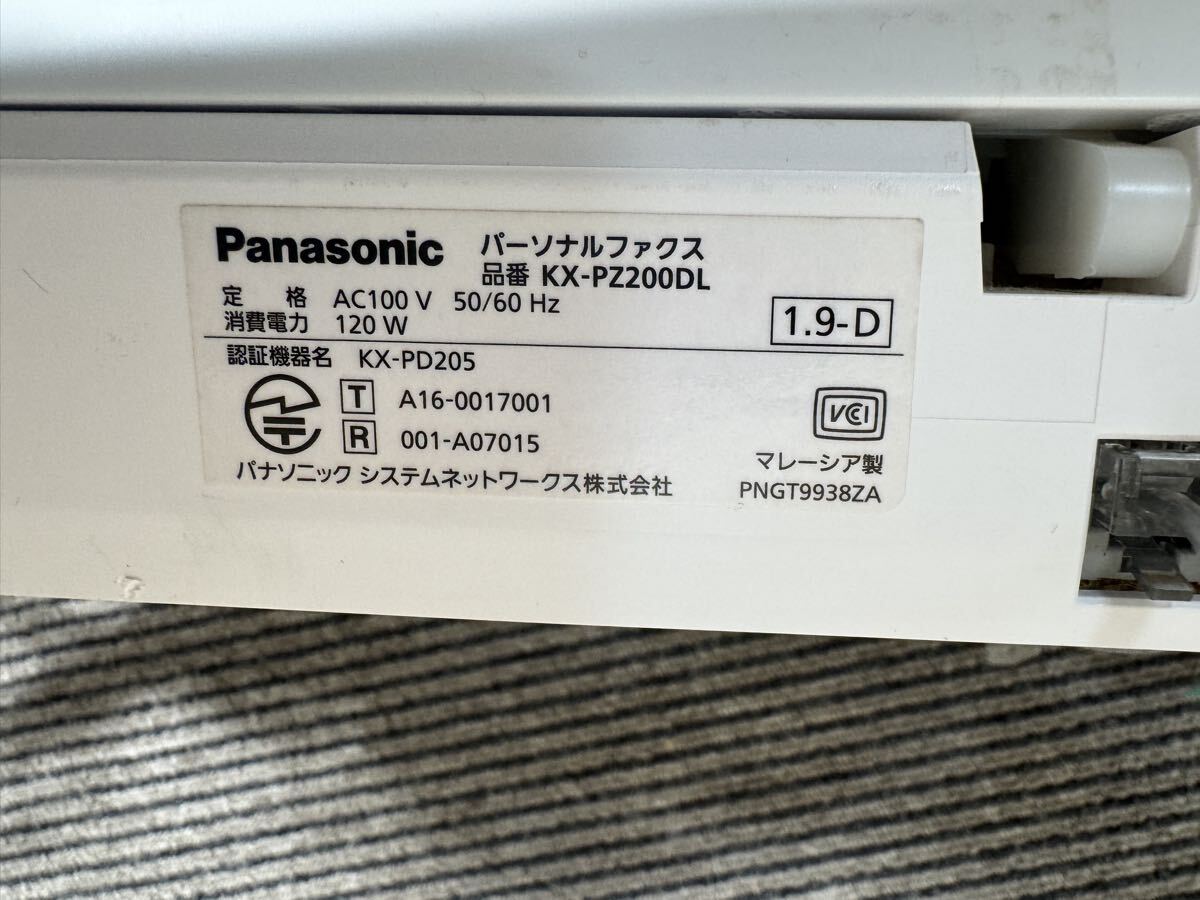 Panasonic パーソナルファクス
品番 KX-PZ200DL
定 格 AC100 V 50/60 Hz
消費電力 120 W
1.9-D
認証機器名 KX-PD205
T A16-0017001
R 001-A07015
VCI
パナソニック システムネットワークス株式会社
マレーシア製
PNGT9938ZA